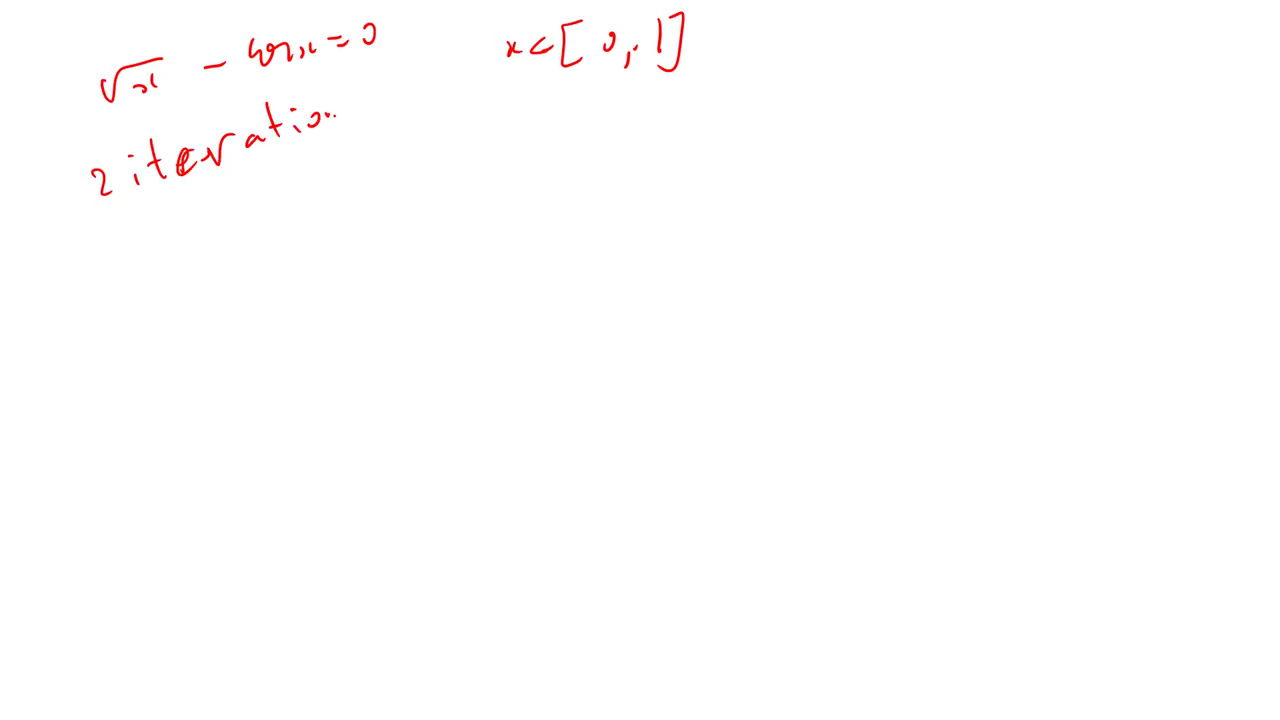 √x - cos x = 0 x ∈ [0, 1]
2 iteration